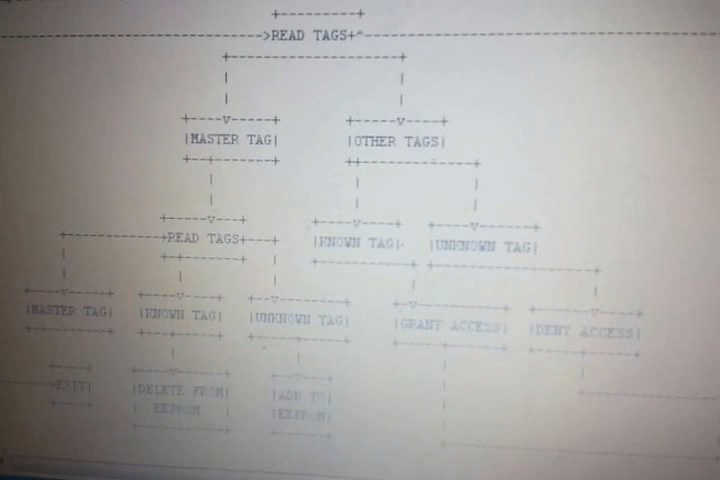 READ TAGS
MASTER TAG OTHER TAGS
READ TAGS KNOWN TAG UNKNOWN TAG
MASTER TAG KNOWN TAG UNKNOWN TAG GRANT ACCESS DENY ACCESS
EXIT DELETE FROM ADD TO
EEPROM EEPROM